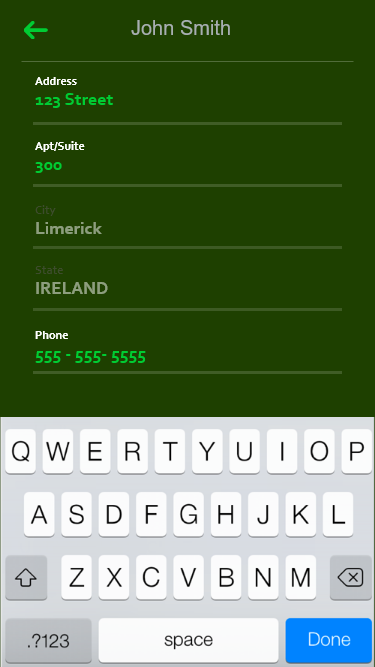 John Smith
Address
123 Street
Apt/Suite
300
City
Limerick
State
IRELAND
Phone
555 - 555- 5555
Q W E R T Y U I O P
A S D F G H J K L
Z X C V B N M
.?123 space Done